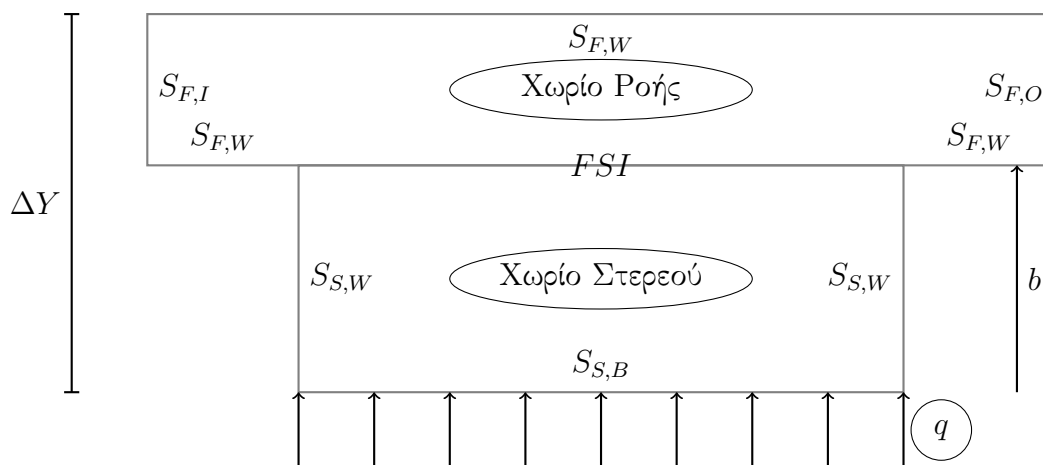 S_{F,W}
Χωρίο Ροής
S_{F,I}
S_{F,O}
S_{F,W}
S_{F,W}
FSI
ΔY
Χωρίο Στερεού
S_{S,W}
S_{S,W}
b
S_{S,B}
q